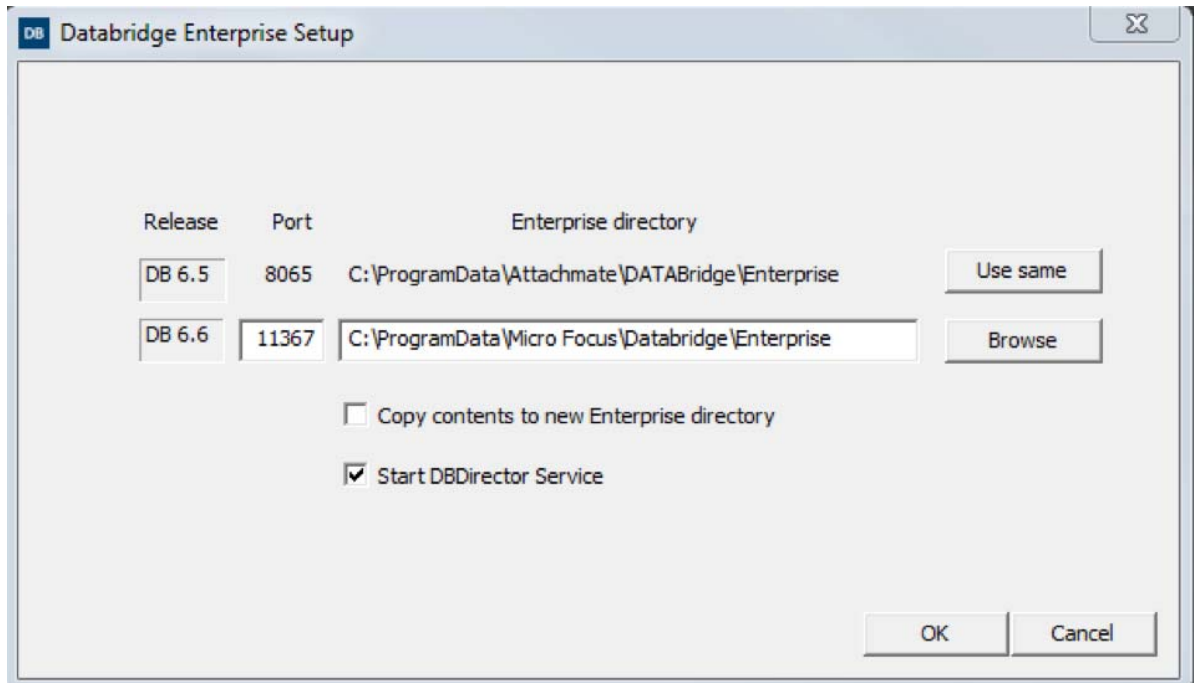 DB Databridge Enterprise Setup
Release Port Enterprise directory
DB 6.5 8065 C:\ProgramData\Attachmate\DATABridge\Enterprise Use same
DB 6.6 11367 C:\ProgramData\Micro Focus\Databridge\Enterprise Browse
Copy contents to new Enterprise directory
Start DBDirector Service
OK Cancel